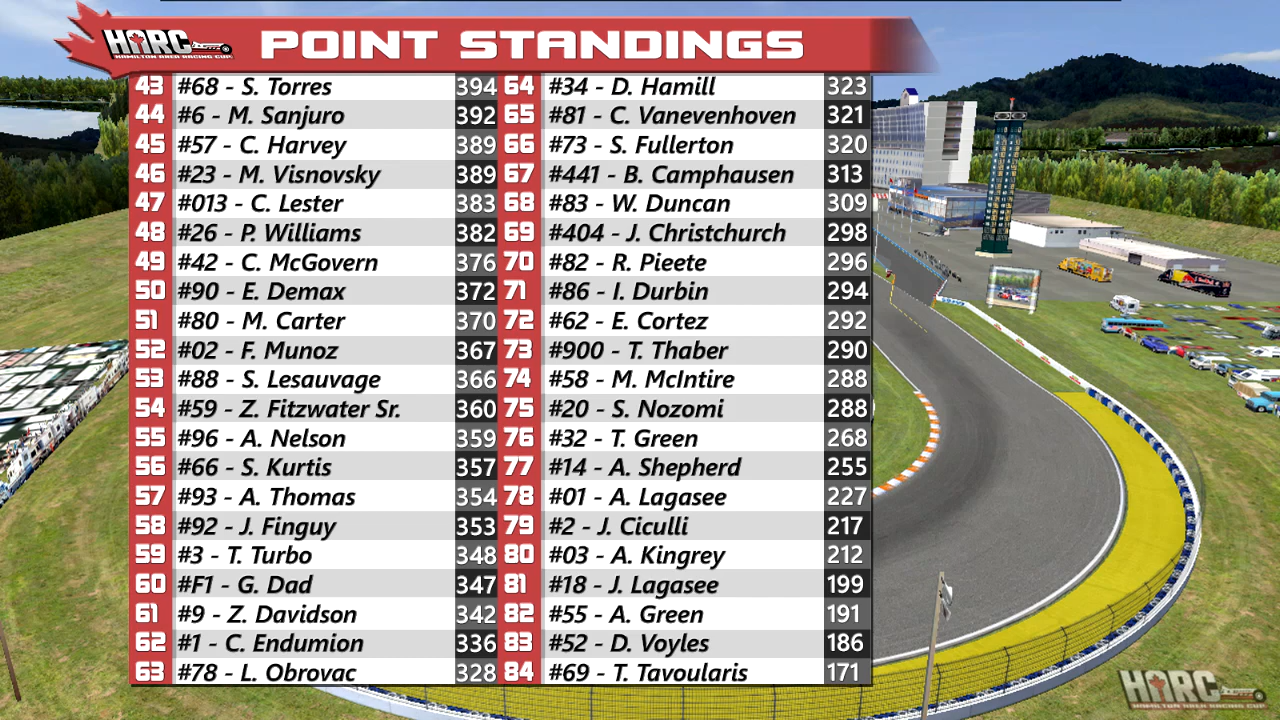 HARC
HAMILTON AREA RACING CUP
POINT STANDINGS
43 #68 - S. Torres 394
44 #6 - M. Sanjuro 392
45 #57 - C. Harvey 389
46 #23 - M. Visnovsky 389
47 #013 - C. Lester 383
48 #26 - P. Williams 382
49 #42 - C. McGovern 376
50 #90 - E. Demax 372
51 #80 - M. Carter 370
52 #02 - F. Munoz 367
53 #88 - S. Lesauvage 366
54 #59 - Z. Fitzwater Sr. 360
55 #96 - A. Nelson 359
56 #66 - S. Kurtis 357
57 #93 - A. Thomas 354
58 #92 - J. Finguy 353
59 #3 - T. Turbo 348
60 #F1 - G. Dad 347
61 #9 - Z. Davidson 342
62 #1 - C. Endumion 336
63 #78 - L. Obrovac 328
64 #34 - D. Hamill 323
65 #81 - C. Vanevenhoven 321
66 #73 - S. Fullerton 320
67 #441 - B. Camphausen 313
68 #83 - W. Duncan 309
69 #404 - J. Christchurch 298
70 #82 - R. Pieete 296
71 #86 - I. Durbin 294
72 #62 - E. Cortez 292
73 #900 - T. Thaber 290
74 #58 - M. McIntire 288
75 #20 - S. Nozomi 288
76 #32 - T. Green 268
77 #14 - A. Shepherd 255
78 #01 - A. Lagasee 227
79 #2 - J. Ciculli 217
80 #03 - A. Kingrey 212
81 #18 - J. Lagasee 199
82 #55 - A. Green 191
83 #52 - D. Voyles 186
84 #69 - T. Tavoularis 171
HARC
HAMILTON AREA RACING CUP